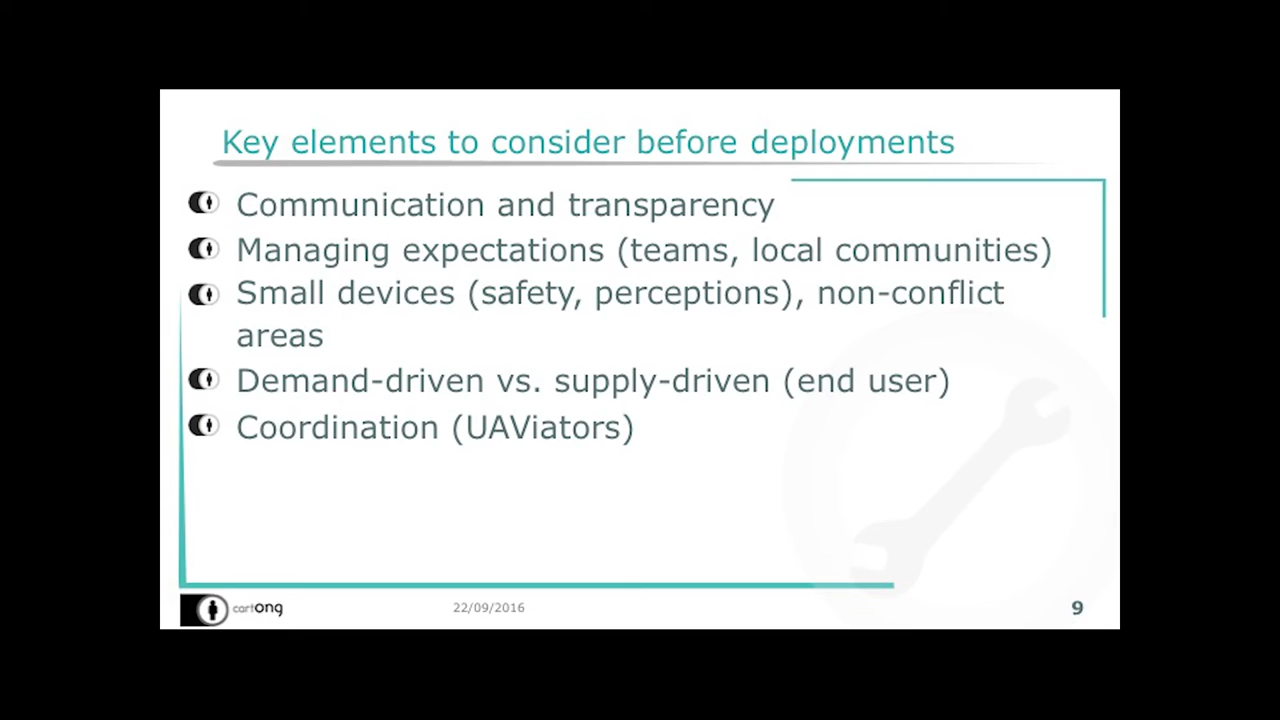 Key elements to consider before deployments
Communication and transparency
Managing expectations (teams, local communities)
Small devices (safety, perceptions), non-conflict
areas
Demand-driven vs. supply-driven (end user)
Coordination (UAViators)
cartONG 22/09/2016 9